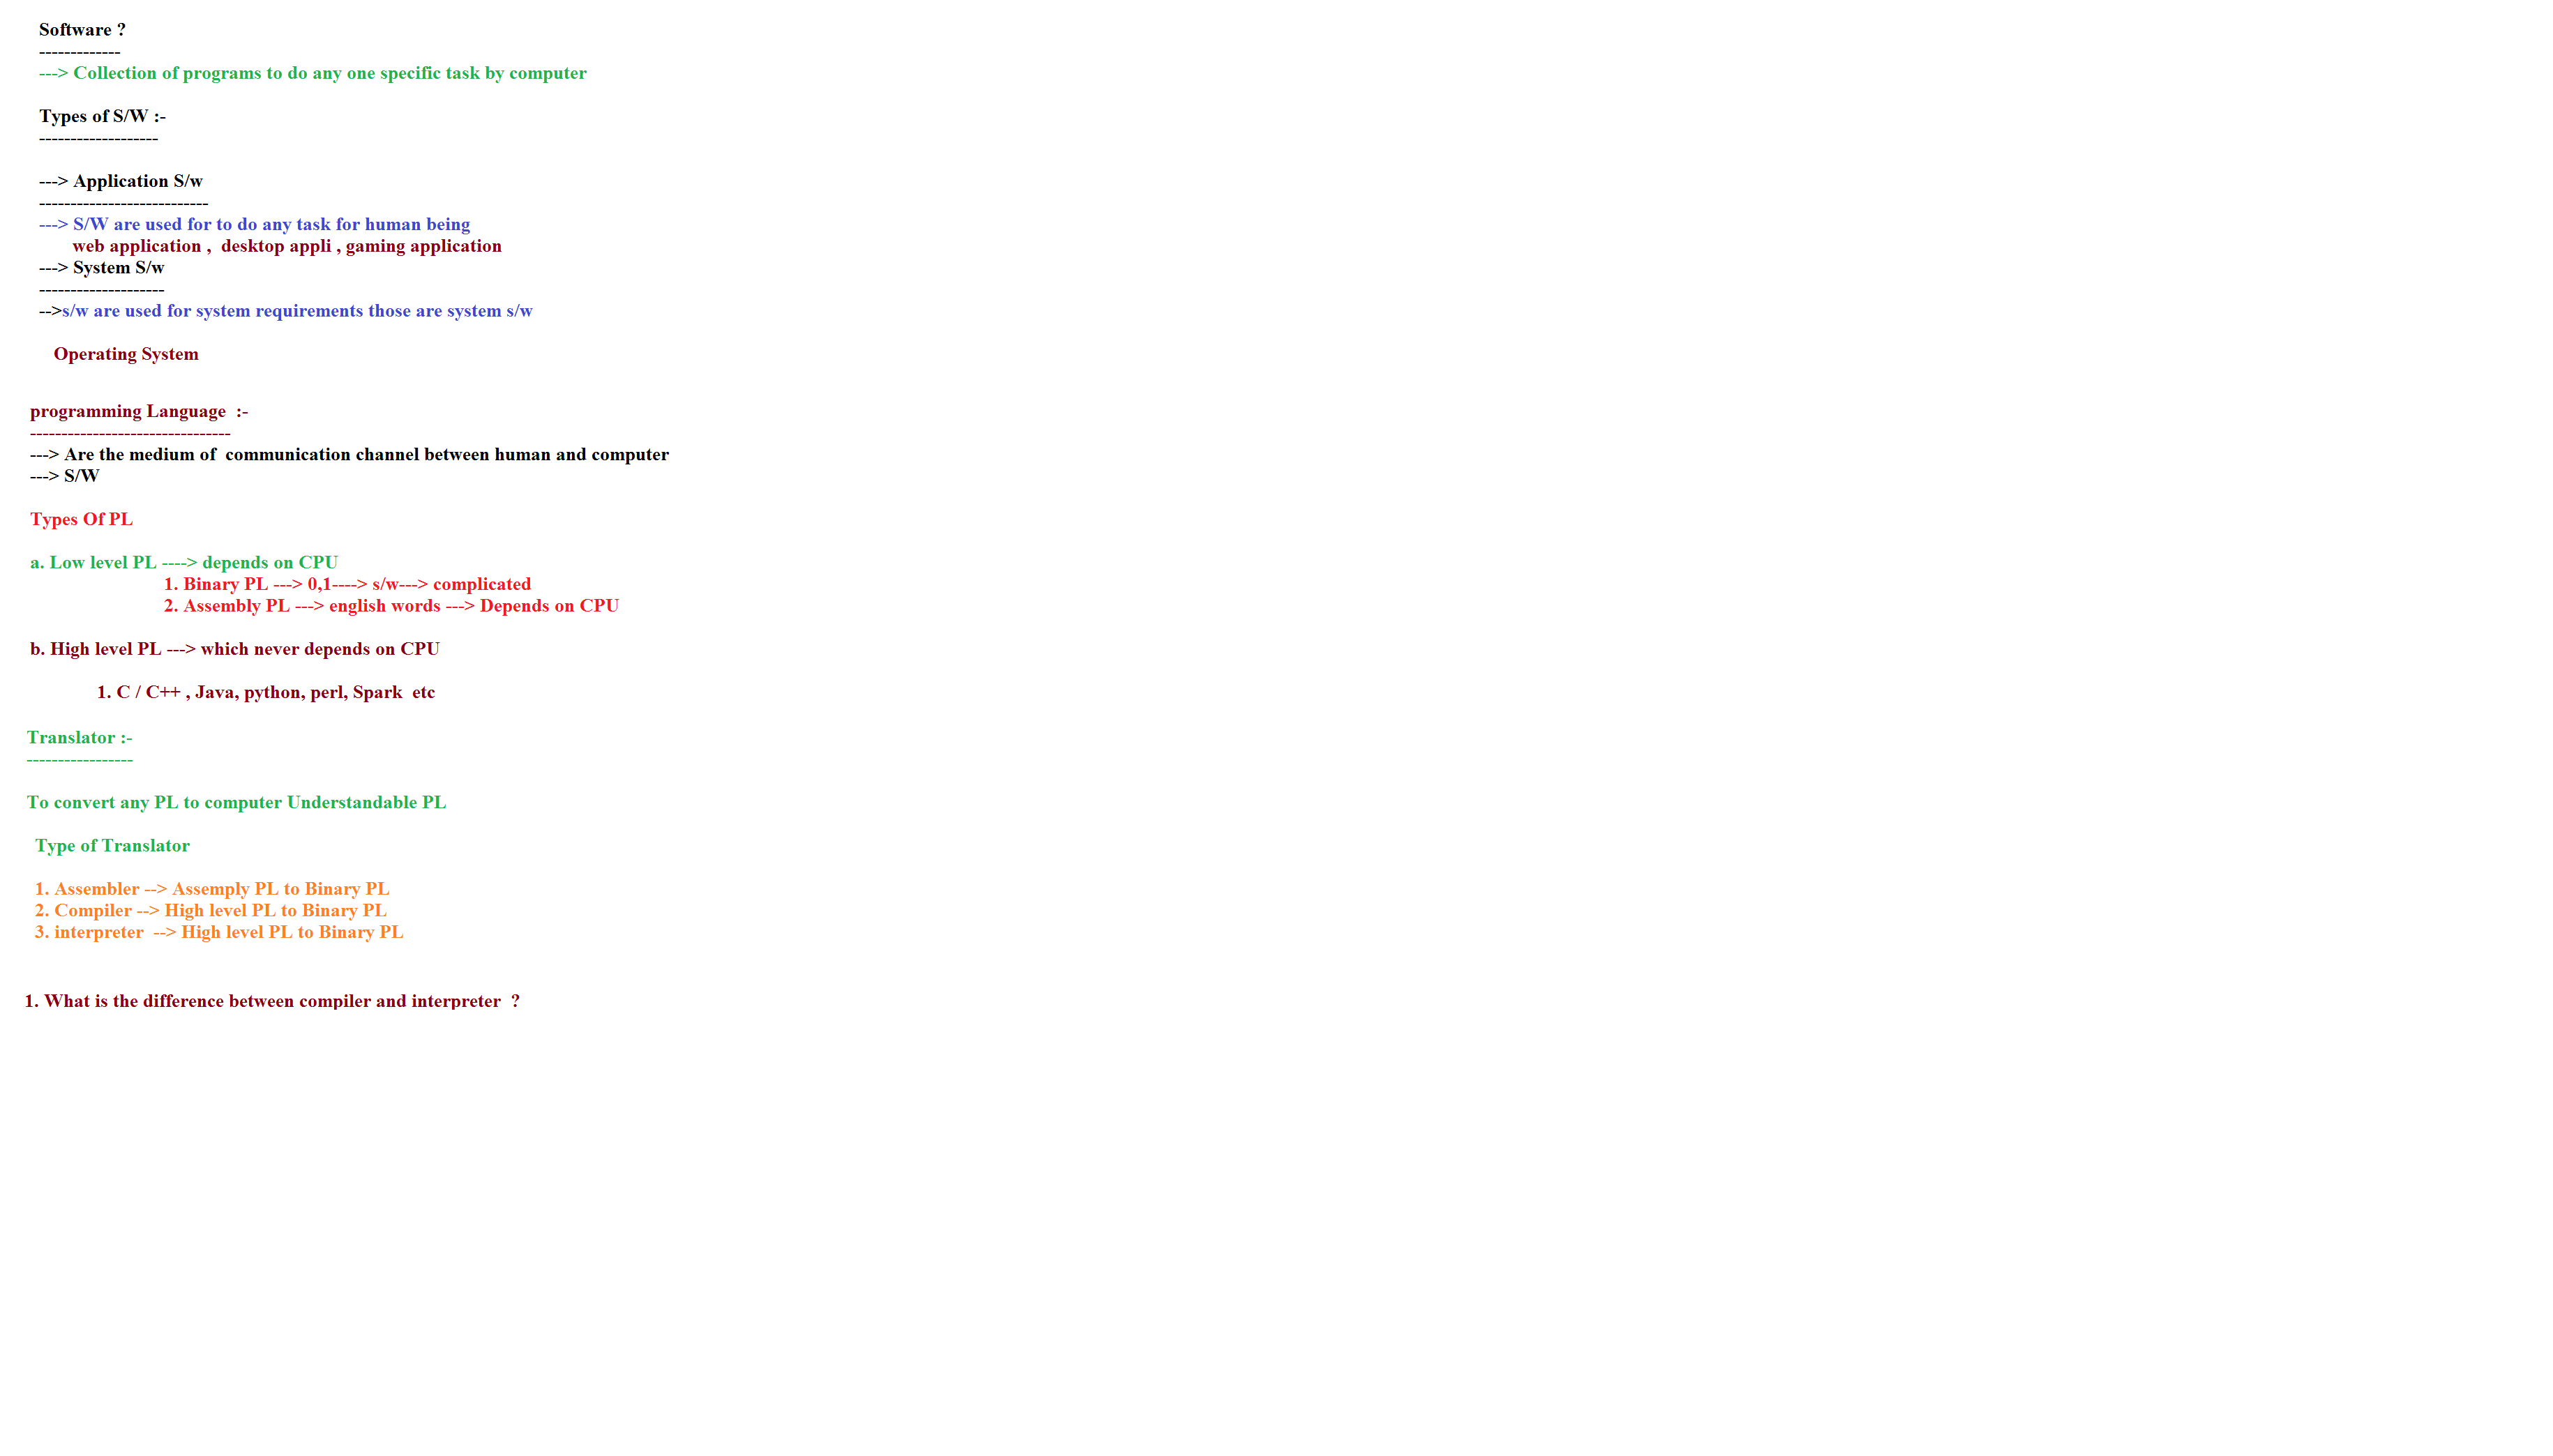 Software ?
-------------
---> Collection of programs to do any one specific task by computer
Types of S/W :-
-------------------
---> Application S/w
---------------------------
---> S/W are used for to do any task for human being
web application ,  desktop appli , gaming application
---> System S/w
--------------------
-->s/w are used for system requirements those are system s/w
Operating System
programming Language  :-
--------------------------------
---> Are the medium of  communication channel between human and computer
---> S/W
Types Of PL
a. Low level PL ----> depends on CPU
1. Binary PL ---> 0,1----> s/w---> complicated
2. Assembly PL ---> english words ---> Depends on CPU
b. High level PL ---> which never depends on CPU
1. C / C++ , Java, python, perl, Spark  etc
Translator :-
-----------------
To convert any PL to computer Understandable PL
Type of Translator
1. Assembler --> Assemply PL to Binary PL
2. Compiler --> High level PL to Binary PL
3. interpreter  --> High level PL to Binary PL
1. What is the difference between compiler and interpreter  ?